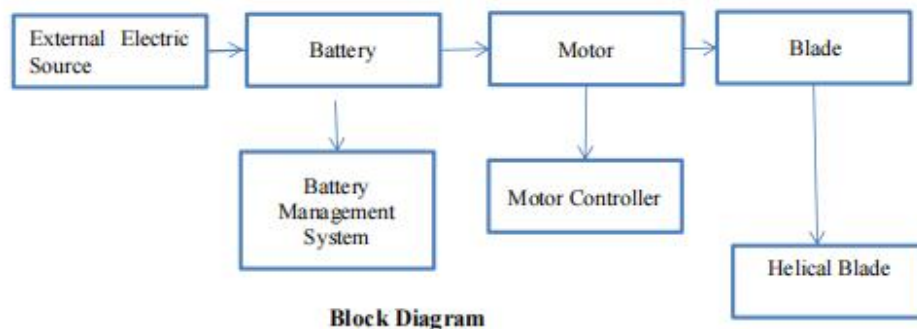 External Electric
Source
Battery
Motor
Blade
Battery
Management
System
Motor Controller
Helical Blade
Block Diagram